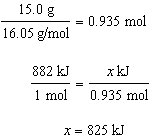 15.0 g / 16.05 g/mol = 0.935 mol
882 kJ / 1 mol = x kJ / 0.935 mol
x = 825 kJ